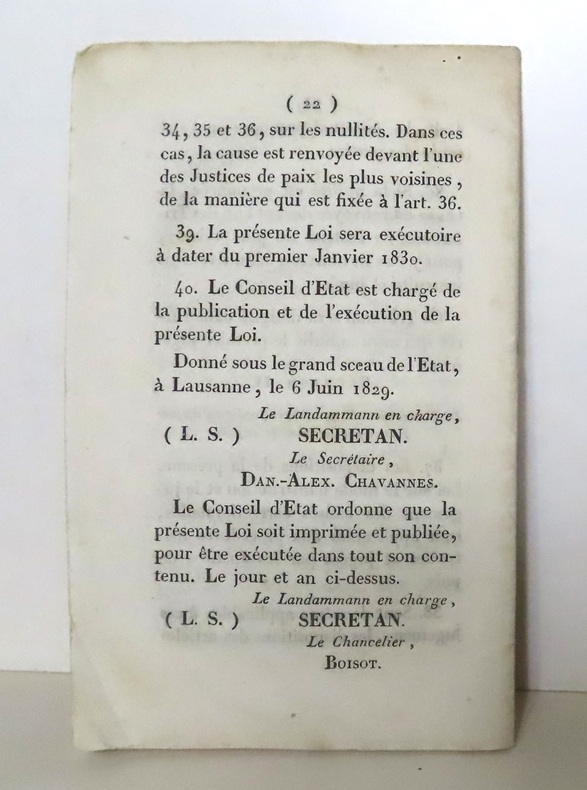 ( 22 )
34, 35 et 36, sur les nullités. Dans ces
cas, la cause est renvoyée devant l'une
des Justices de paix les plus voisines,
de la manière qui est fixée à l'art. 36.
39. La présente Loi sera exécutoire
à dater du premier Janvier 1830.
40. Le Conseil d'Etat est chargé de
la publication et de l'exécution de la
présente Loi.
Donné sous le grand sceau de l'Etat,
à Lausanne, le 6 Juin 1829.
Le Landammann en charge,
( L. S. ) SECRETAN.
Le Secrétaire,
DAN.-ALEX. CHAVANNES.
Le Conseil d'Etat ordonne que la
présente Loi soit imprimée et publiée,
pour être exécutée dans tout son con-
tenu. Le jour et an ci-dessus.
Le Landammann en charge,
( L. S. ) SECRETAN.
Le Chancelier,
BOISOT.